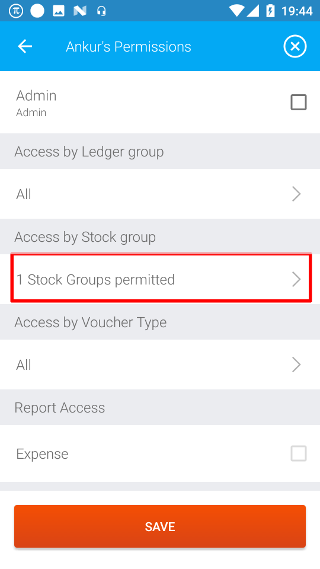 19:44
Ankur's Permissions
Admin
Admin
Access by Ledger group
All
Access by Stock group
1 Stock Groups permitted
Access by Voucher Type
All
Report Access
Expense
SAVE